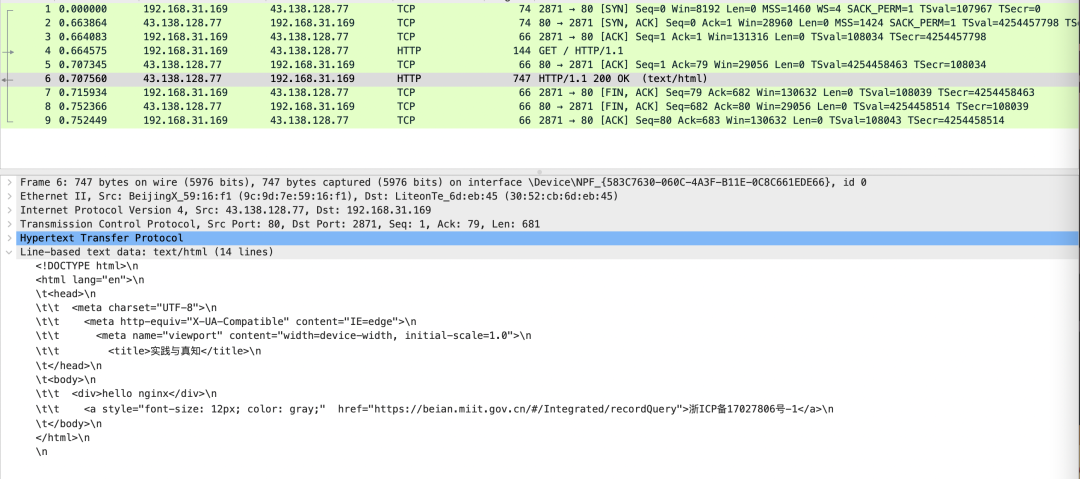 1 0.000000 192.168.31.169 43.138.128.77 TCP 74 2871 → 80 [SYN] Seq=0 Win=8192 Len=0 MSS=1460 WS=4 SACK_PERM=1 TSval=107967 TSecr=0
2 0.663864 43.138.128.77 192.168.31.169 TCP 74 80 → 2871 [SYN, ACK] Seq=0 Ack=1 Win=28960 Len=0 MSS=1424 SACK_PERM=1 TSval=4254457798 TS
3 0.664083 192.168.31.169 43.138.128.77 TCP 66 2871 → 80 [ACK] Seq=1 Ack=1 Win=131316 Len=0 TSval=108034 TSecr=4254457798
4 0.664575 192.168.31.169 43.138.128.77 HTTP 144 GET / HTTP/1.1
5 0.707345 43.138.128.77 192.168.31.169 TCP 66 80 → 2871 [ACK] Seq=1 Ack=79 Win=29056 Len=0 TSval=4254458463 TSecr=108034
6 0.707560 43.138.128.77 192.168.31.169 HTTP 747 HTTP/1.1 200 OK (text/html)
7 0.715934 192.168.31.169 43.138.128.77 TCP 66 2871 → 80 [FIN, ACK] Seq=79 Ack=682 Win=130632 Len=0 TSval=108039 TSecr=4254458463
8 0.752366 43.138.128.77 192.168.31.169 TCP 66 80 → 2871 [FIN, ACK] Seq=682 Ack=80 Win=29056 Len=0 TSval=4254458514 TSecr=108039
9 0.752449 192.168.31.169 43.138.128.77 TCP 66 2871 → 80 [ACK] Seq=80 Ack=683 Win=130632 Len=0 TSval=108043 TSecr=4254458514
Frame 6: 747 bytes on wire (5976 bits), 747 bytes captured (5976 bits) on interface \Device\NPF_{583C7630-060C-4A3F-B11E-0C8C661EDE66}, id 0
Ethernet II, Src: BeijingX_59:16:f1 (9c:9d:7e:59:16:f1), Dst: LiteonTe_6d:eb:45 (30:52:cb:6d:eb:45)
Internet Protocol Version 4, Src: 43.138.128.77, Dst: 192.168.31.169
Transmission Control Protocol, Src Port: 80, Dst Port: 2871, Seq: 1, Ack: 79, Len: 681
Hypertext Transfer Protocol
Line-based text data: text/html (14 lines)
<!DOCTYPE html>\n
<html lang="en">\n
\t<head>\n
\t\t <meta charset="UTF-8">\n
\t\t <meta http-equiv="X-UA-Compatible" content="IE=edge">\n
\t\t <meta name="viewport" content="width=device-width, initial-scale=1.0">\n
\t\t <title>实践与真知</title>\n
\t</head>\n
\t<body>\n
\t\t <div>hello nginx</div>\n
\t\t <a style="font-size: 12px; color: gray;" href="https://beian.miit.gov.cn/#/Integrated/recordQuery">浙ICP备17027806号-1</a>\n
\t</body>\n
</html>\n
\n